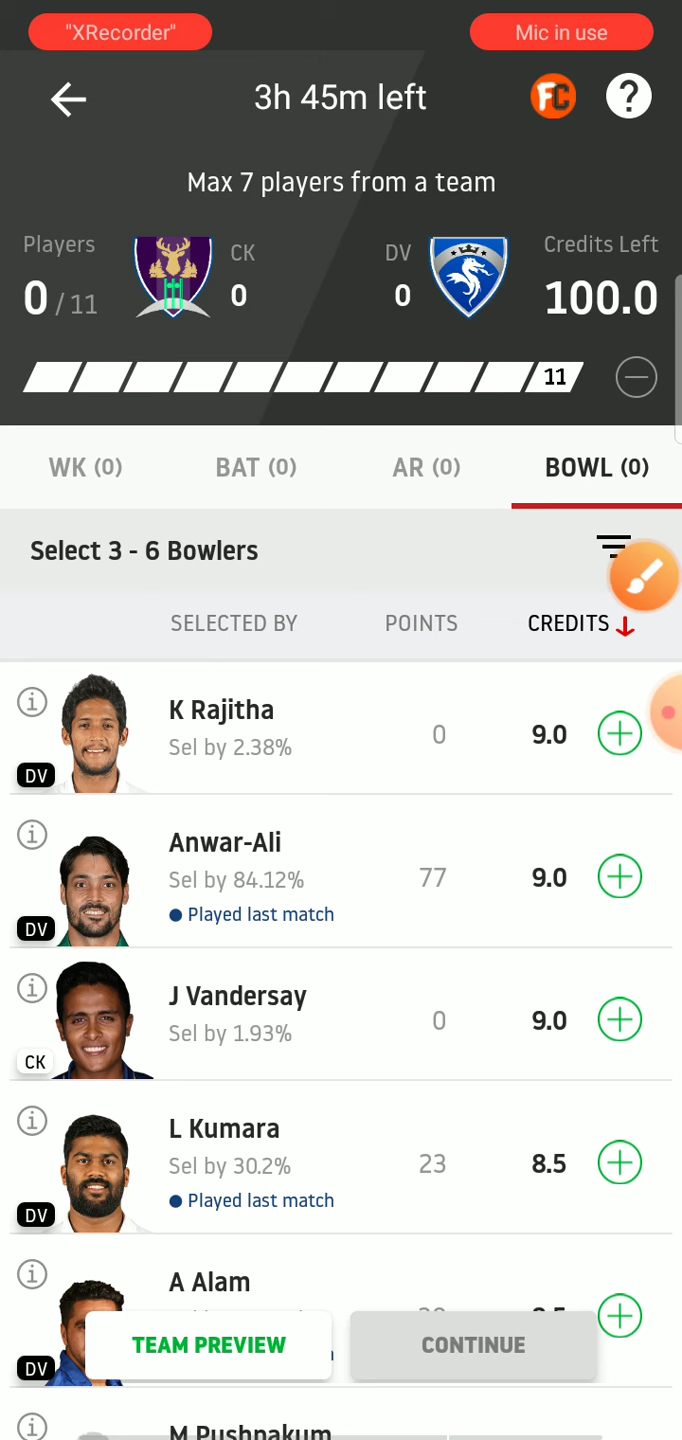 "XRecorder"
Mic in use
3h 45m left
FC
?
Max 7 players from a team
Players
CK
DV
Credits Left
0 / 11
0
0
100.0
11
WK (0)
BAT (0)
AR (0)
BOWL (0)
Select 3 - 6 Bowlers
SELECTED BY
POINTS
CREDITS
K Rajitha
Sel by 2.38%
0
9.0
DV
Anwar-Ali
Sel by 84.12%
77
9.0
Played last match
DV
J Vandersay
Sel by 1.93%
0
9.0
CK
L Kumara
Sel by 30.2%
23
8.5
Played last match
DV
A Alam
8.5
DV
TEAM PREVIEW
CONTINUE
M Pushpakum